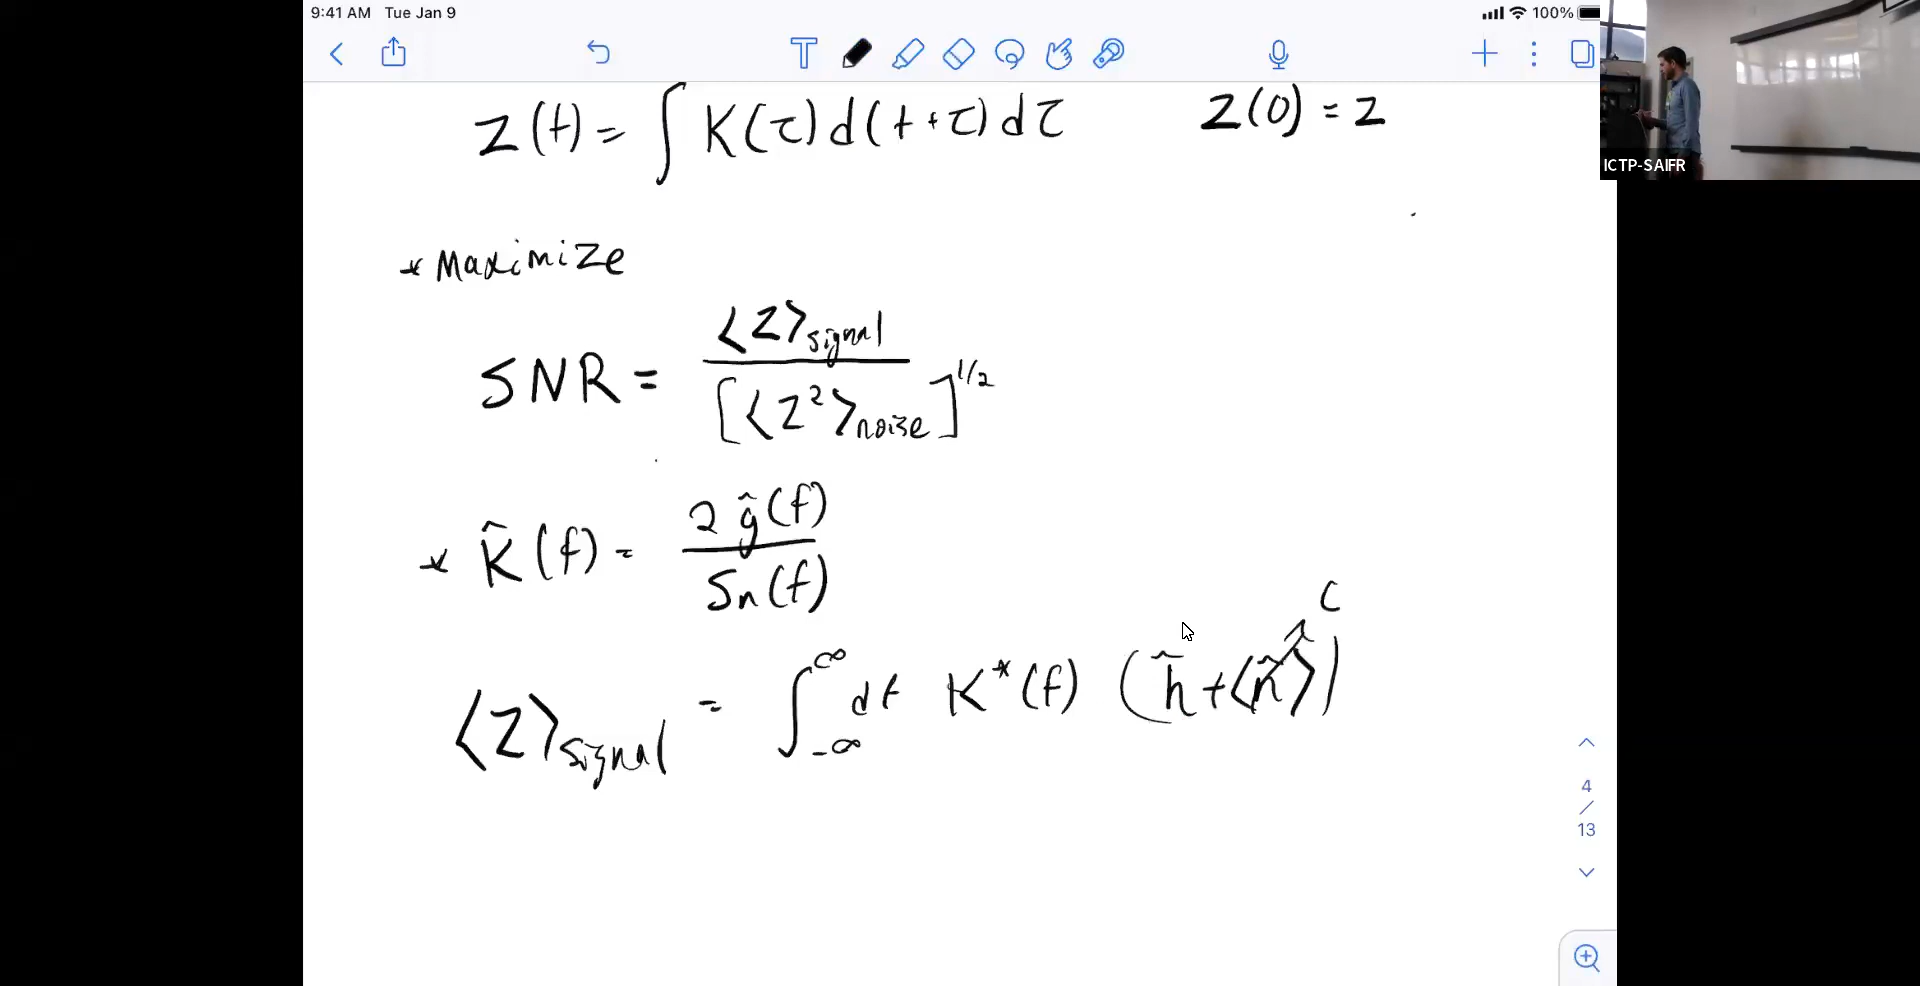 9:41 AM Tue Jan 9 100%
ICTP-SAIFR
z(t) = ∫ K(τ) d(t+τ) dτ z(0) = z
* Maximize
SNR = <z>signal / [<z²>noise]^1/2
* K̂(f) = 2 ĝ(f) / Sn(f)
<z>signal = ∫_-∞^∞ df K*(f) (h̃ + <ñ>)
4
/
13